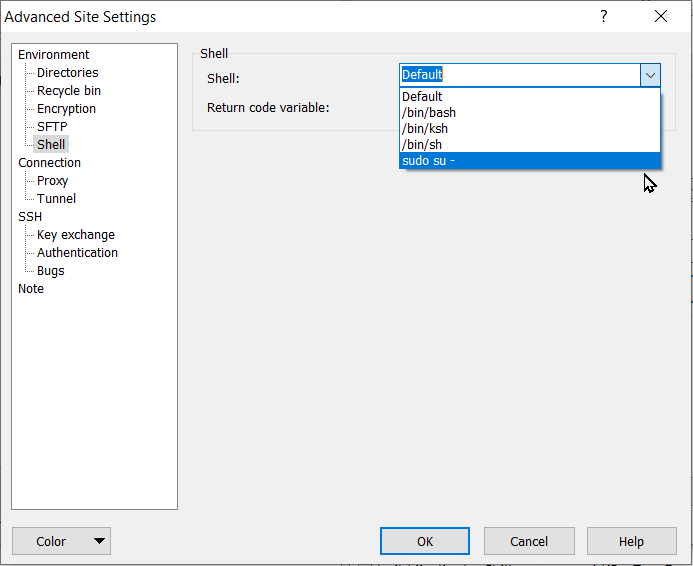 Advanced Site Settings
?
Environment
Directories
Recycle bin
Encryption
SFTP
Shell
Connection
Proxy
Tunnel
SSH
Key exchange
Authentication
Bugs
Note
Shell
Shell:
Default
Return code variable:
Default
/bin/bash
/bin/ksh
/bin/sh
sudo su -
Color
OK
Cancel
Help